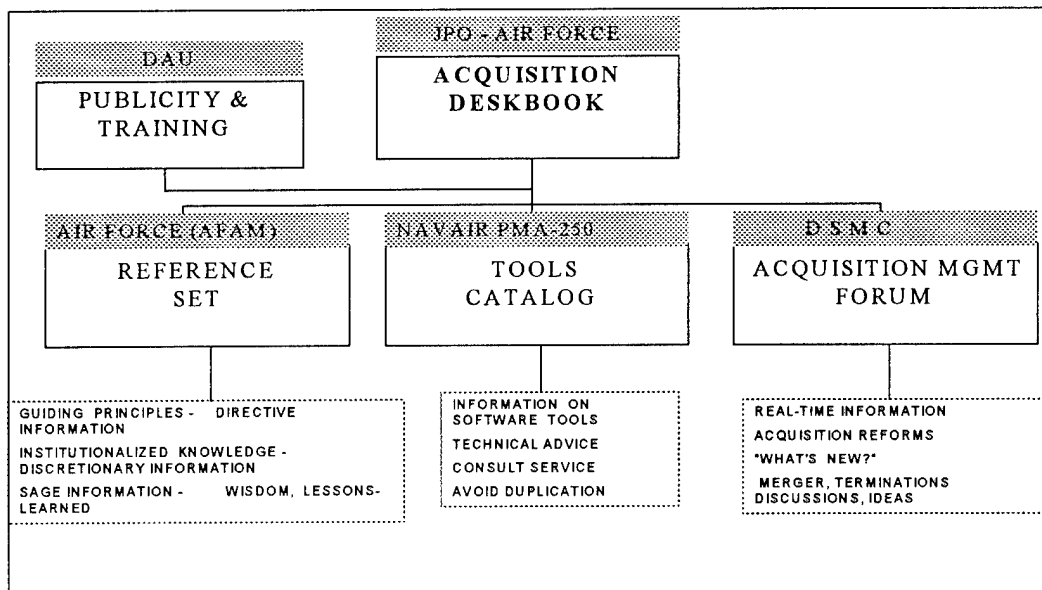 DAU
PUBLICITY &
TRAINING
JPO - AIR FORCE
ACQUISITION
DESKBOOK
AIR FORCE (AFAM)
REFERENCE
SET
NAVAIR PMA-250
TOOLS
CATALOG
DSMC
ACQUISITION MGMT
FORUM
GUIDING PRINCIPLES - DIRECTIVE
INFORMATION
INSTITUTIONALIZED KNOWLEDGE -
DISCRETIONARY INFORMATION
SAGE INFORMATION - WISDOM, LESSONS-
LEARNED
INFORMATION ON
SOFTWARE TOOLS
TECHNICAL ADVICE
CONSULT SERVICE
AVOID DUPLICATION
REAL-TIME INFORMATION
ACQUISITION REFORMS
"WHAT'S NEW?"
MERGER, TERMINATIONS
DISCUSSIONS, IDEAS